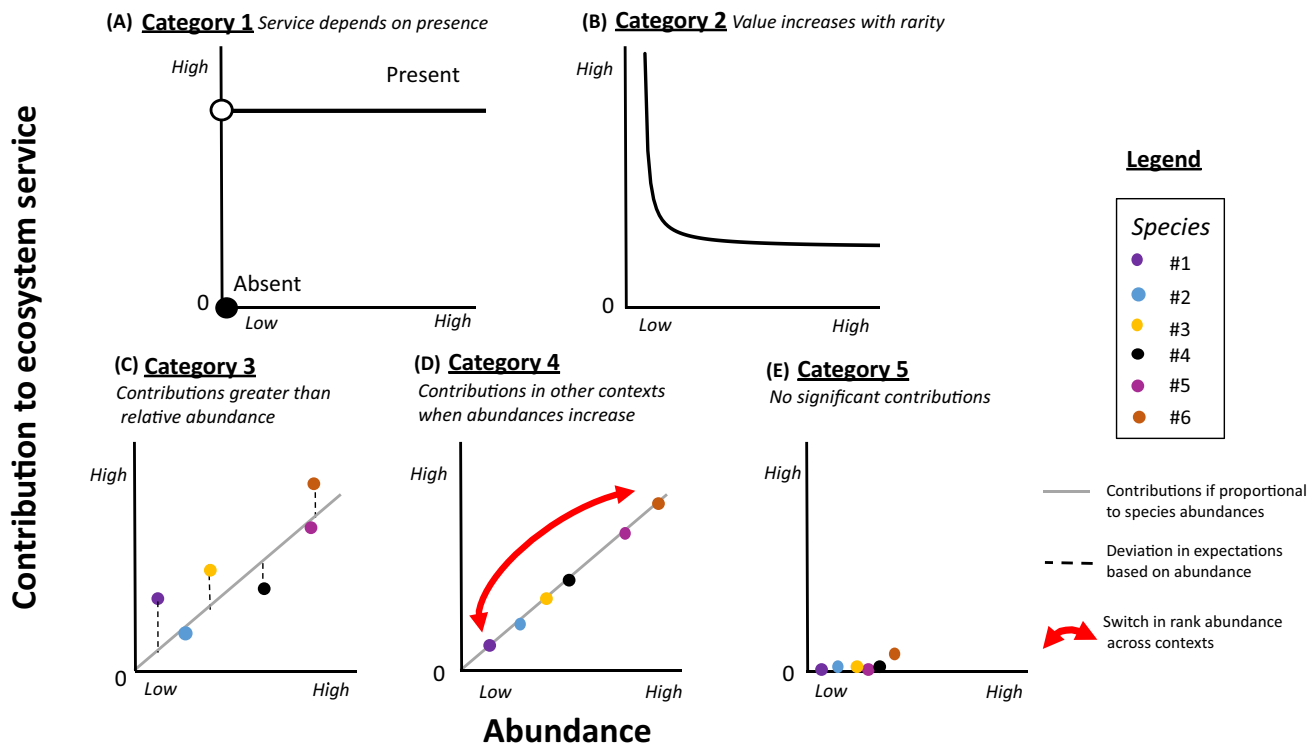 Contribution to ecosystem service
(A) Category 1 Service depends on presence
High
Present
Absent
0
Low
High
(B) Category 2 Value increases with rarity
High
0
Low
High
Legend
Species
#1
#2
#3
#4
#5
#6
(C) Category 3
Contributions greater than
relative abundance
High
0
Low
High
(D) Category 4
Contributions in other contexts
when abundances increase
High
0
Low
High
(E) Category 5
No significant contributions
High
0
Low
High
Contributions if proportional
to species abundances
Deviation in expectations
based on abundance
Switch in rank abundance
across contexts
Abundance